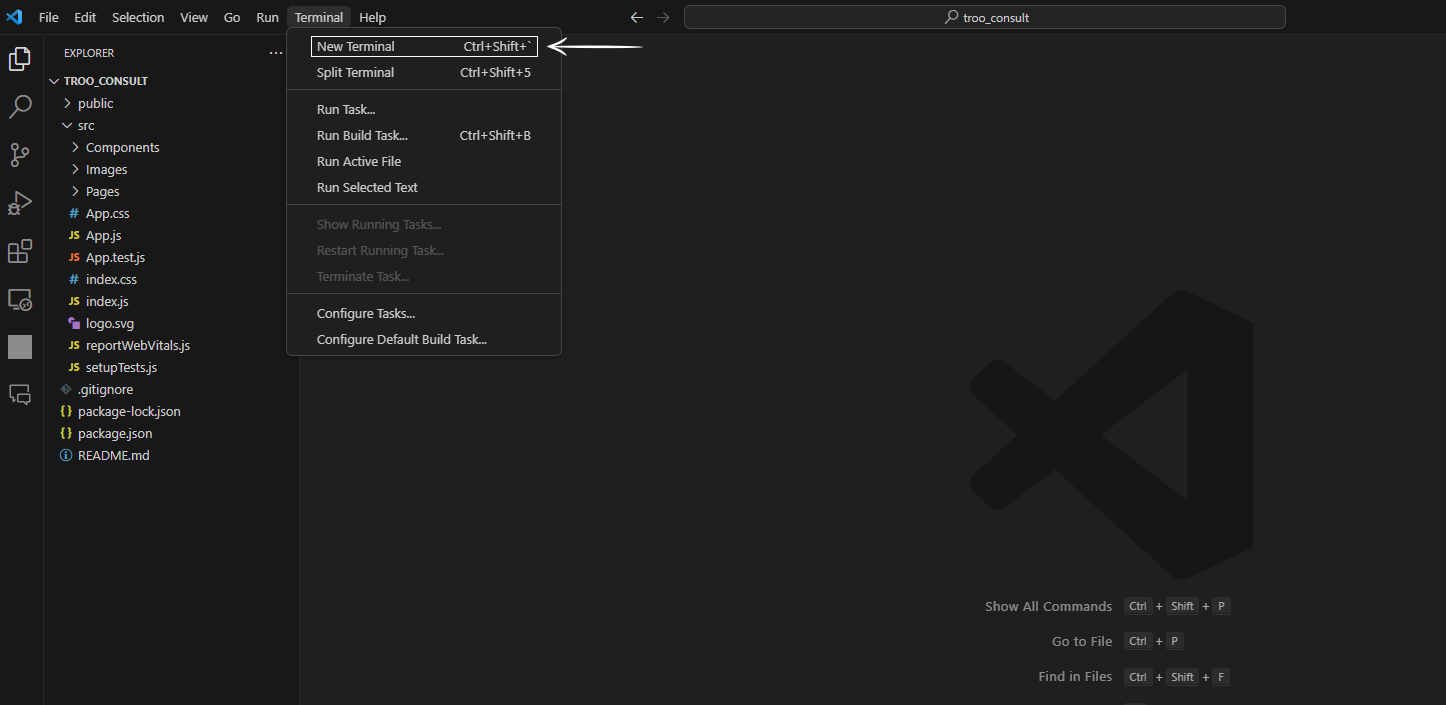 File Edit Selection View Go Run Terminal Help
troo_consult
EXPLORER
TROO_CONSULT
public
src
Components
Images
Pages
# App.css
JS App.js
JS App.test.js
# index.css
JS index.js
logo.svg
JS reportWebVitals.js
JS setupTests.js
.gitignore
{} package-lock.json
{} package.json
README.md
New Terminal Ctrl+Shift+`
Split Terminal Ctrl+Shift+5
Run Task...
Run Build Task... Ctrl+Shift+B
Run Active File
Run Selected Text
Show Running Tasks...
Restart Running Task...
Terminate Task...
Configure Tasks...
Configure Default Build Task...
Show All Commands Ctrl + Shift + P
Go to File Ctrl + P
Find in Files Ctrl + Shift + F